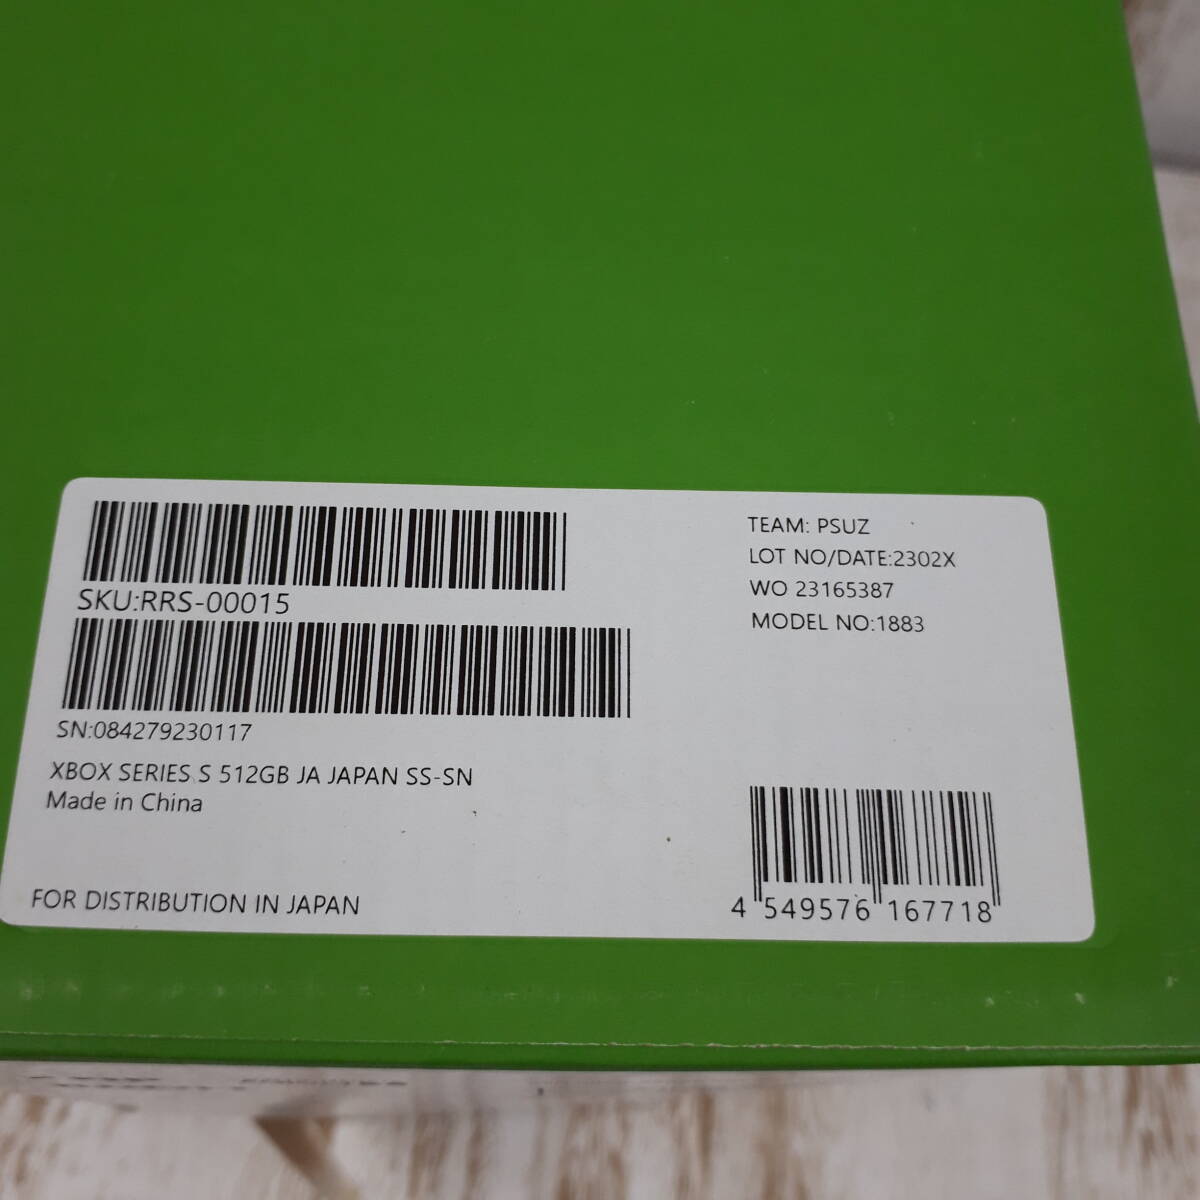 SKU:RRS-00015
SN:084279230117
XBOX SERIES S 512GB JA JAPAN SS-SN
Made in China
FOR DISTRIBUTION IN JAPAN
TEAM: PSUZ
LOT NO/DATE:2302X
WO 23165387
MODEL NO:1883
4 549576 167718